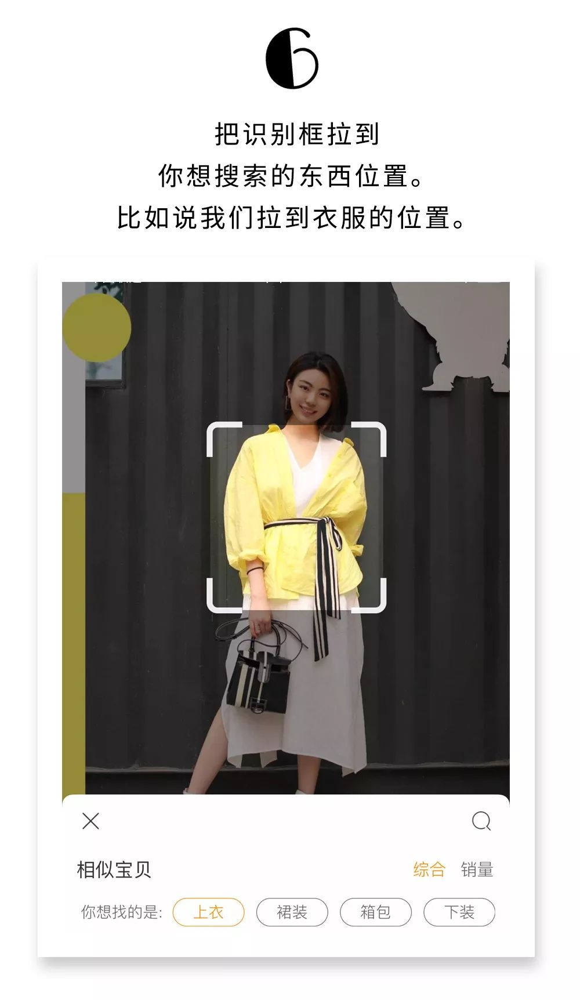 6
把识别框拉到
你想搜索的东西位置。
比如说我们拉到衣服的位置。
相似宝贝 综合 销量
你想找的是: 上衣 裙装 箱包 下装